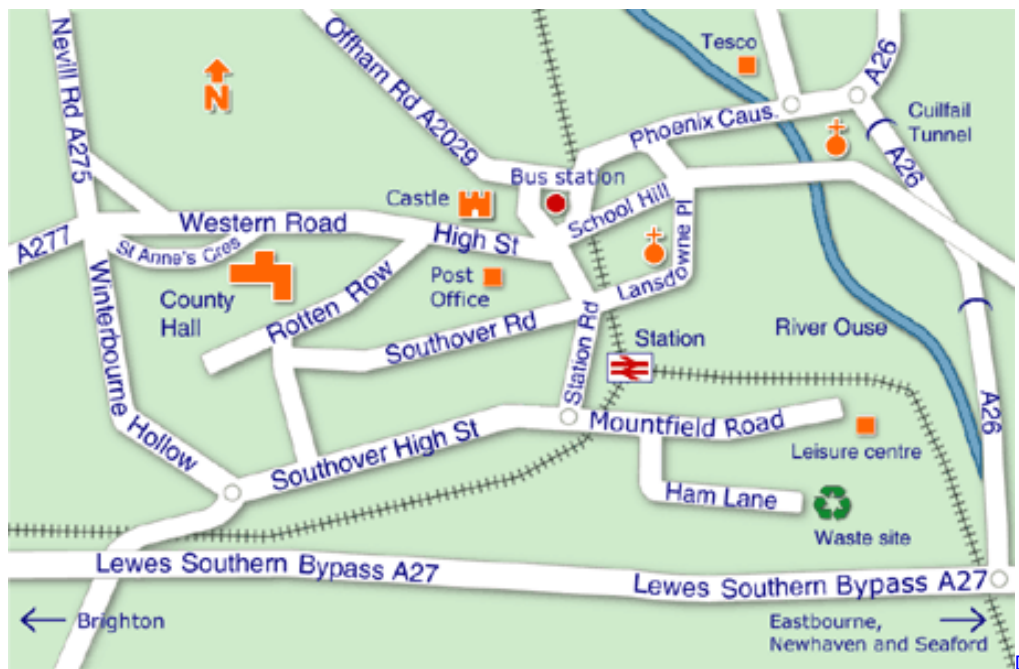 Nevill Rd A275
Offham Rd A2029
Tesco
A26
N
Phoenix Caus.
Cuilfail
Tunnel
A26
Bus station
Castle
School Hill
Western Road
High St
A277
St Anne's Cres
Lansdowne Pl
County
Hall
Post
Office
Rotten Row
Winterbourne Hollow
Southover Rd
Station Rd
Station
River Ouse
A26
Mountfield Road
Southover High St
Leisure centre
Ham Lane
Waste site
Lewes Southern Bypass A27
Lewes Southern Bypass A27
Brighton
Eastbourne,
Newhaven and Seaford